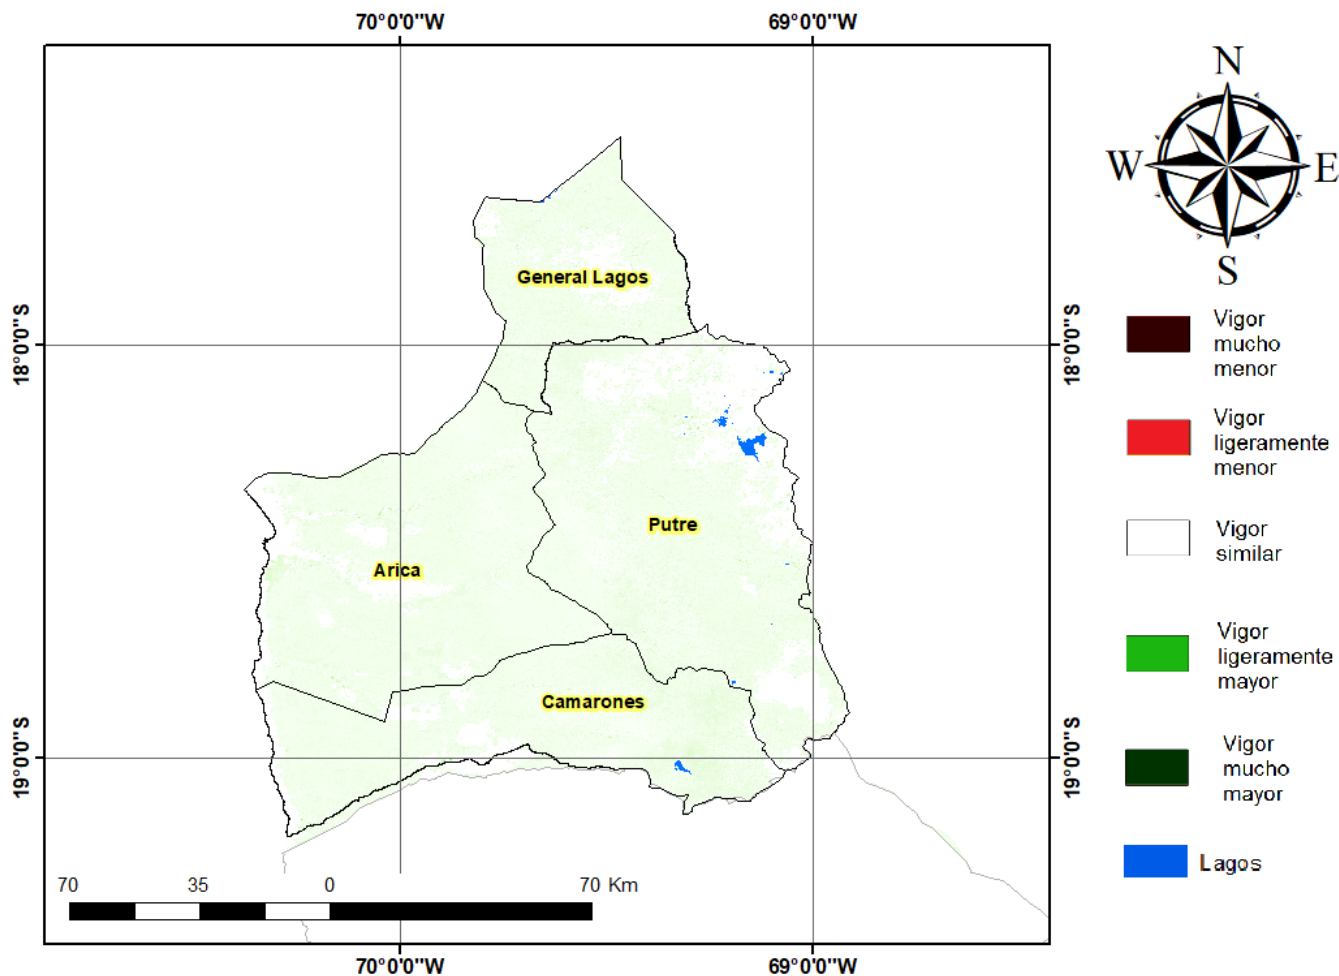 70°0'0"W
69°0'0"W
N
W
E
S
18°0'0"S
18°0'0"S
19°0'0"S
19°0'0"S
General Lagos
Putre
Arica
Camarones
Vigor
mucho
menor
Vigor
ligeramente
menor
Vigor
similar
Vigor
ligeramente
mayor
Vigor
mucho
mayor
Lagos
70
35
0
70 Km
70°0'0"W
69°0'0"W